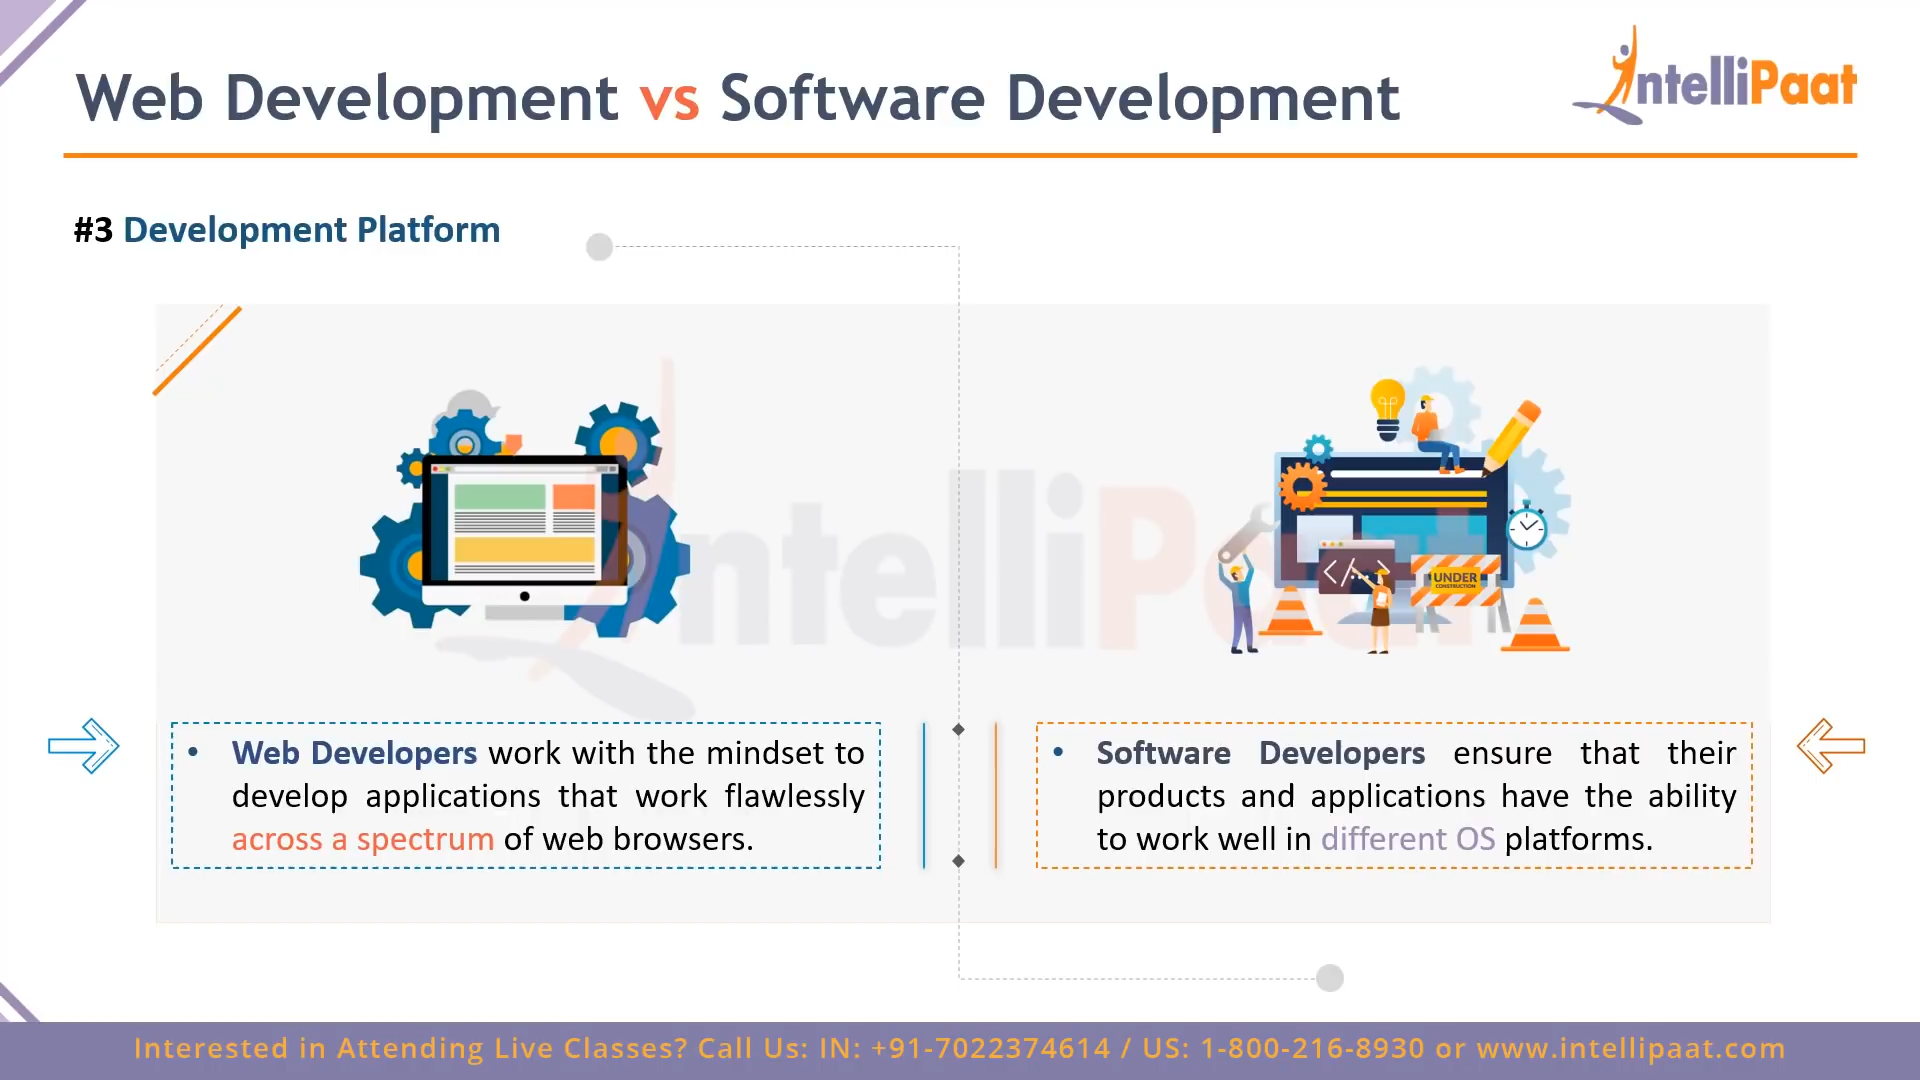 Web Development vs Software Development
IntelliPaat
#3 Development Platform
IntelliPaat
</>
UNDER
CONSTRUCTION
• Web Developers work with the mindset to
develop applications that work flawlessly
across a spectrum of web browsers.
• Software Developers ensure that their
products and applications have the ability
to work well in different OS platforms.
Interested in Attending Live Classes? Call Us: IN: +91-7022374614 / US: 1-800-216-8930 or www.intellipaat.com